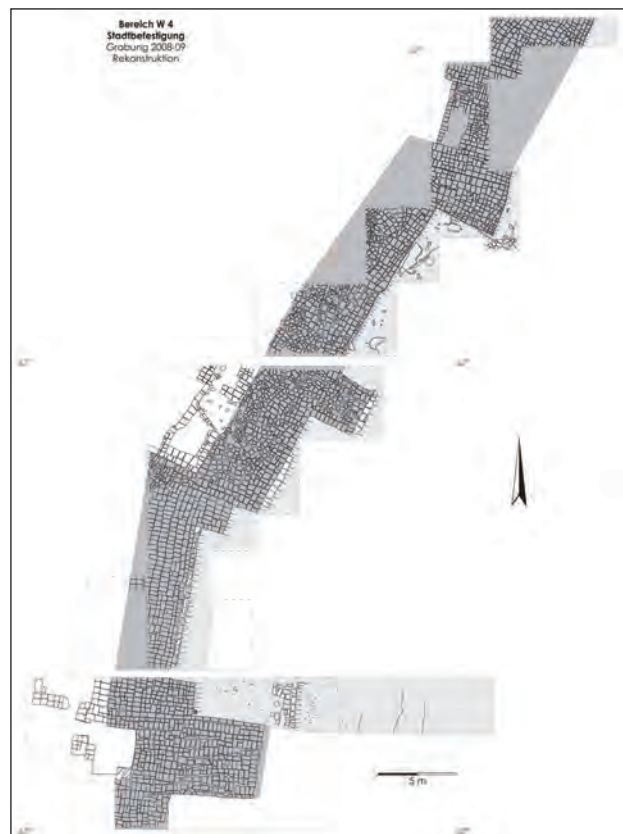 Bereich W 4
Stadtbefestigung
Grabung 2008-09
Rekonstruktion
5 m